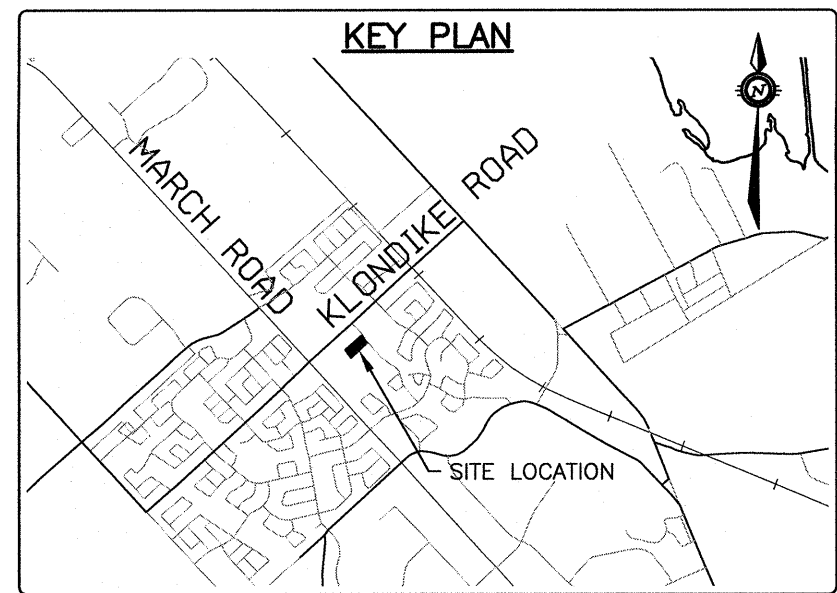 KEY PLAN
N
MARCH ROAD
KLONDIKE ROAD
SITE LOCATION